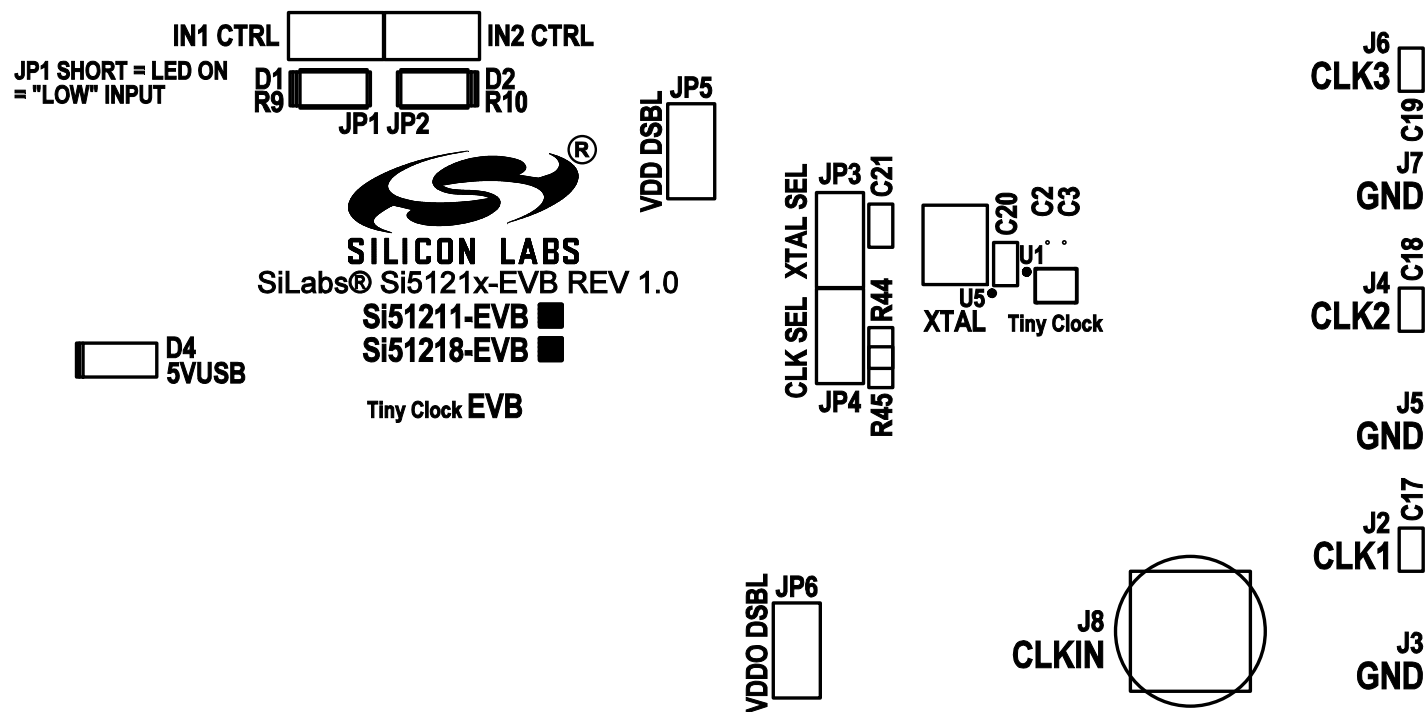 IN1 CTRL
IN2 CTRL
JP1 SHORT = LED ON
= "LOW" INPUT
D1
R9
D2
R10
JP1 JP2
JP5
VDD DSBL
®
SILICON LABS
SiLabs® Si5121x-EVB REV 1.0
Si51211-EVB
Si51218-EVB
Tiny Clock EVB
D4
5VUSB
JP3
XTAL SEL
C21
CLK SEL
JP4
R44
R45
C20
C2
C3
U1
U5
XTAL
Tiny Clock
JP6
VDDO DSBL
J8
CLKIN
J6
CLK3
C19
J7
GND
C18
J4
CLK2
J5
GND
C17
J2
CLK1
J3
GND